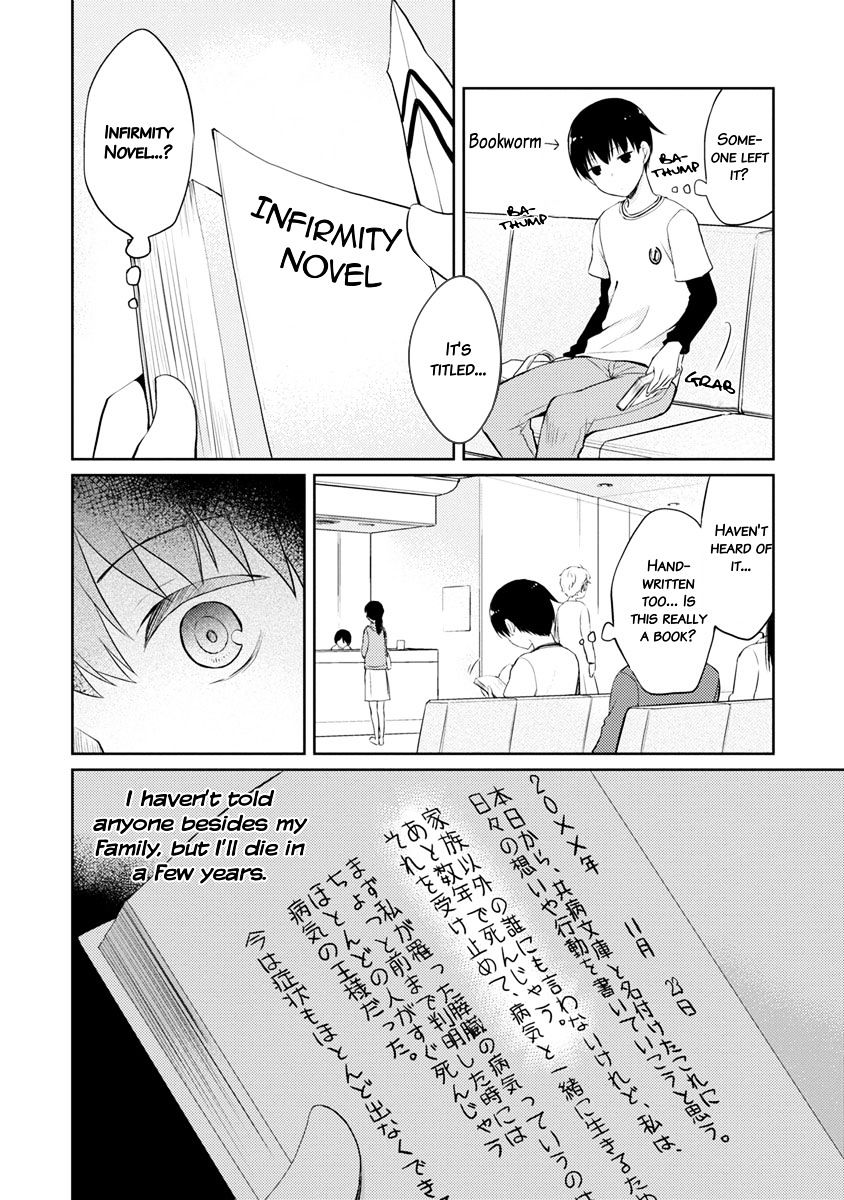 SOME-
ONE LEFT
IT?
Bookworm →
BA-
THUMP
BA-
THUMP
GRAB
IT'S
TITLED...
INFIRMITY
NOVEL
INFIRMITY
NOVEL...?
HAVEN'T
HEARD OF
IT...
HAND-
WRITTEN
TOO... IS
THIS REALLY
A BOOK?
I haven't told
anyone besides my
Family, but I'll die in
a Few years.
20××年
11月23日
本日から、共病文庫と名付けたこれに
日々の想いや行動を書いていこうと思う。
家族以外の誰にも言わないけれど、私は、
あと数年で死んじゃう。
それを受け止めて、病気と一緒に生きるため
まず私が罹った膵臓の病気っていうのは
ちょっと前まで判明した時には
ほとんどの人がすぐ死んじゃう
病気の王様だった。
今は症状もほとんど出なくでき